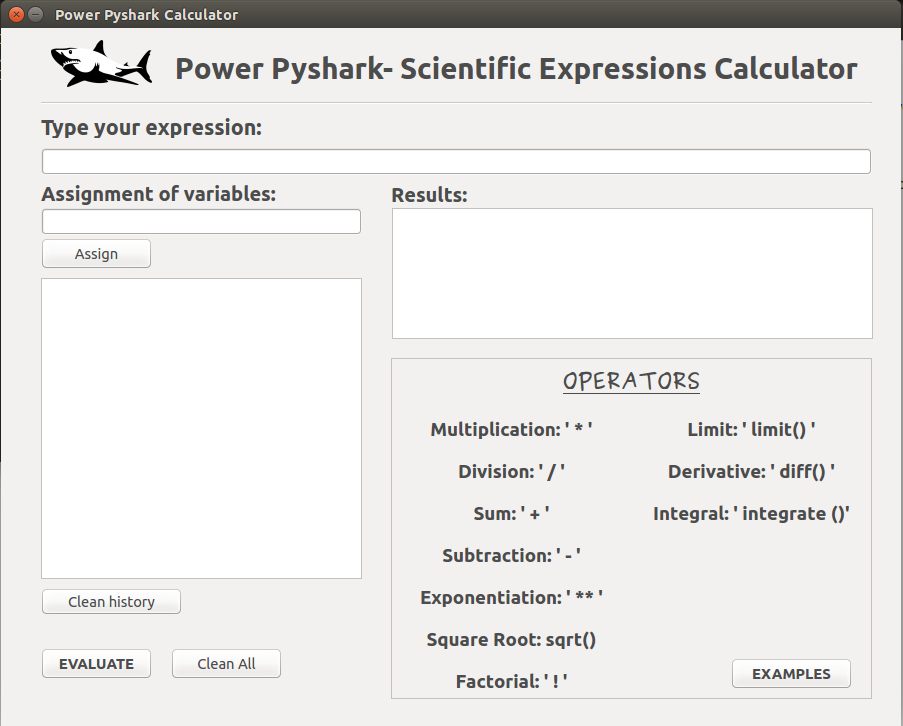 Power Pyshark Calculator
Power Pyshark- Scientific Expressions Calculator
Type your expression:
Assignment of variables:
Assign
Clean history
EVALUATE
Clean All
Results:
OPERATORS
Multiplication: ' * '
Division: ' / '
Sum: ' + '
Subtraction: ' - '
Exponentiation: ' ** '
Square Root: sqrt()
Factorial: ' ! '
Limit: ' limit() '
Derivative: ' diff() '
Integral: ' integrate ()'
EXAMPLES